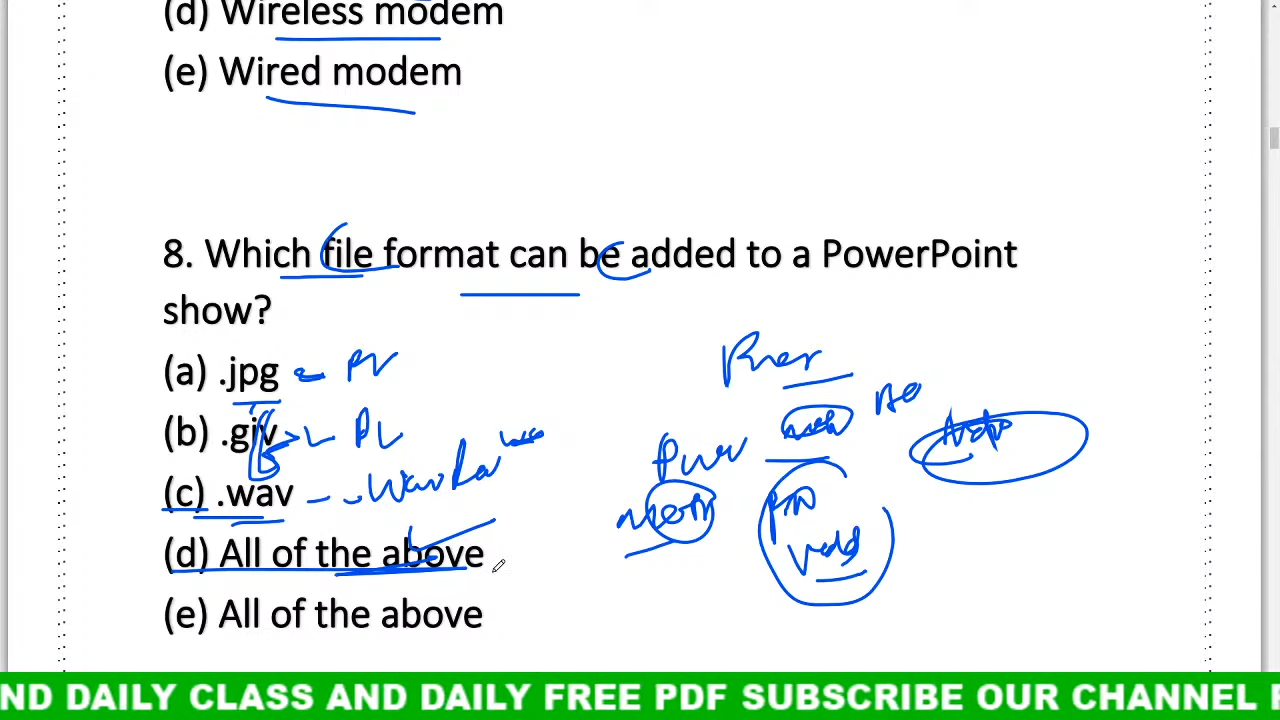 (d) Wireless modem
(e) Wired modem
8. Which file format can be added to a PowerPoint
show?
(a) .jpg
(b) .giv
(c) .wav
(d) All of the above
(e) All of the above
ND DAILY CLASS AND DAILY FREE PDF SUBSCRIBE OUR CHANNEL